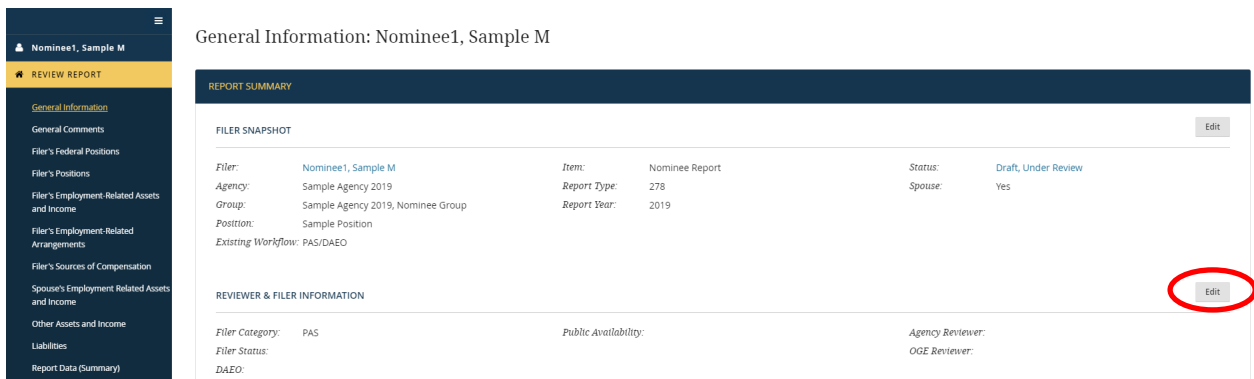 Nominee1, Sample M
REVIEW REPORT
General Information
General Comments
Filer's Federal Positions
Filer's Positions
Filer's Employment-Related Assets
and Income
Filer's Employment-Related
Arrangements
Filer's Sources of Compensation
Spouse's Employment Related Assets
and Income
Other Assets and Income
Liabilities
Report Data (Summary)
General Information: Nominee1, Sample M
REPORT SUMMARY
FILER SNAPSHOT Edit
Filer: Nominee1, Sample M Item: Nominee Report Status: Draft, Under Review
Agency: Sample Agency 2019 Report Type: 278 Spouse: Yes
Group: Sample Agency 2019, Nominee Group Report Year: 2019
Position: Sample Position
Existing Workflow: PAS/DAEO
REVIEWER & FILER INFORMATION Edit
Filer Category: PAS Public Availability: Agency Reviewer:
Filer Status: OGE Reviewer:
DAEO: